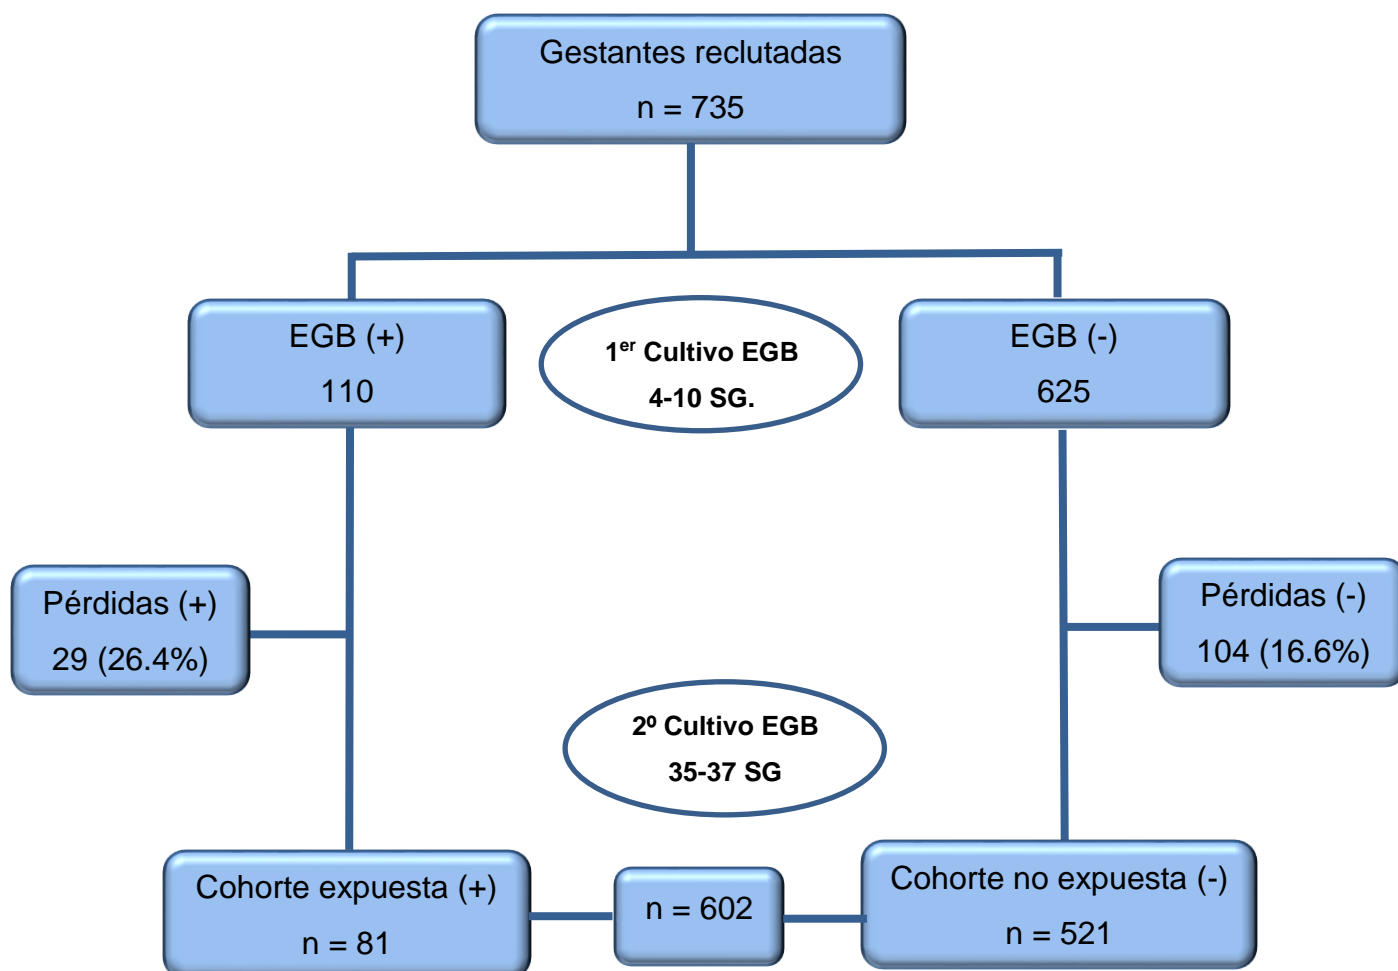 Gestantes reclutadas
n = 735
EGB (+)
110
1er Cultivo EGB
4-10 SG.
EGB (-)
625
Pérdidas (+)
29 (26.4%)
Pérdidas (-)
104 (16.6%)
2º Cultivo EGB
35-37 SG
Cohorte expuesta (+)
n = 81
n = 602
Cohorte no expuesta (-)
n = 521